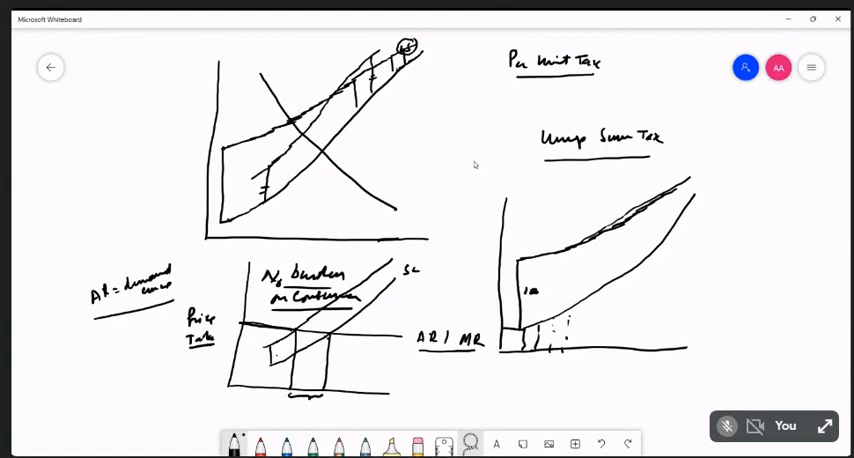 Microsoft Whiteboard
Per Unit Tax
AA
Lump Sum Tax
No burden
on Consumer
SC
AR = demand
curve
Price
Taker
AR / MR
A
You